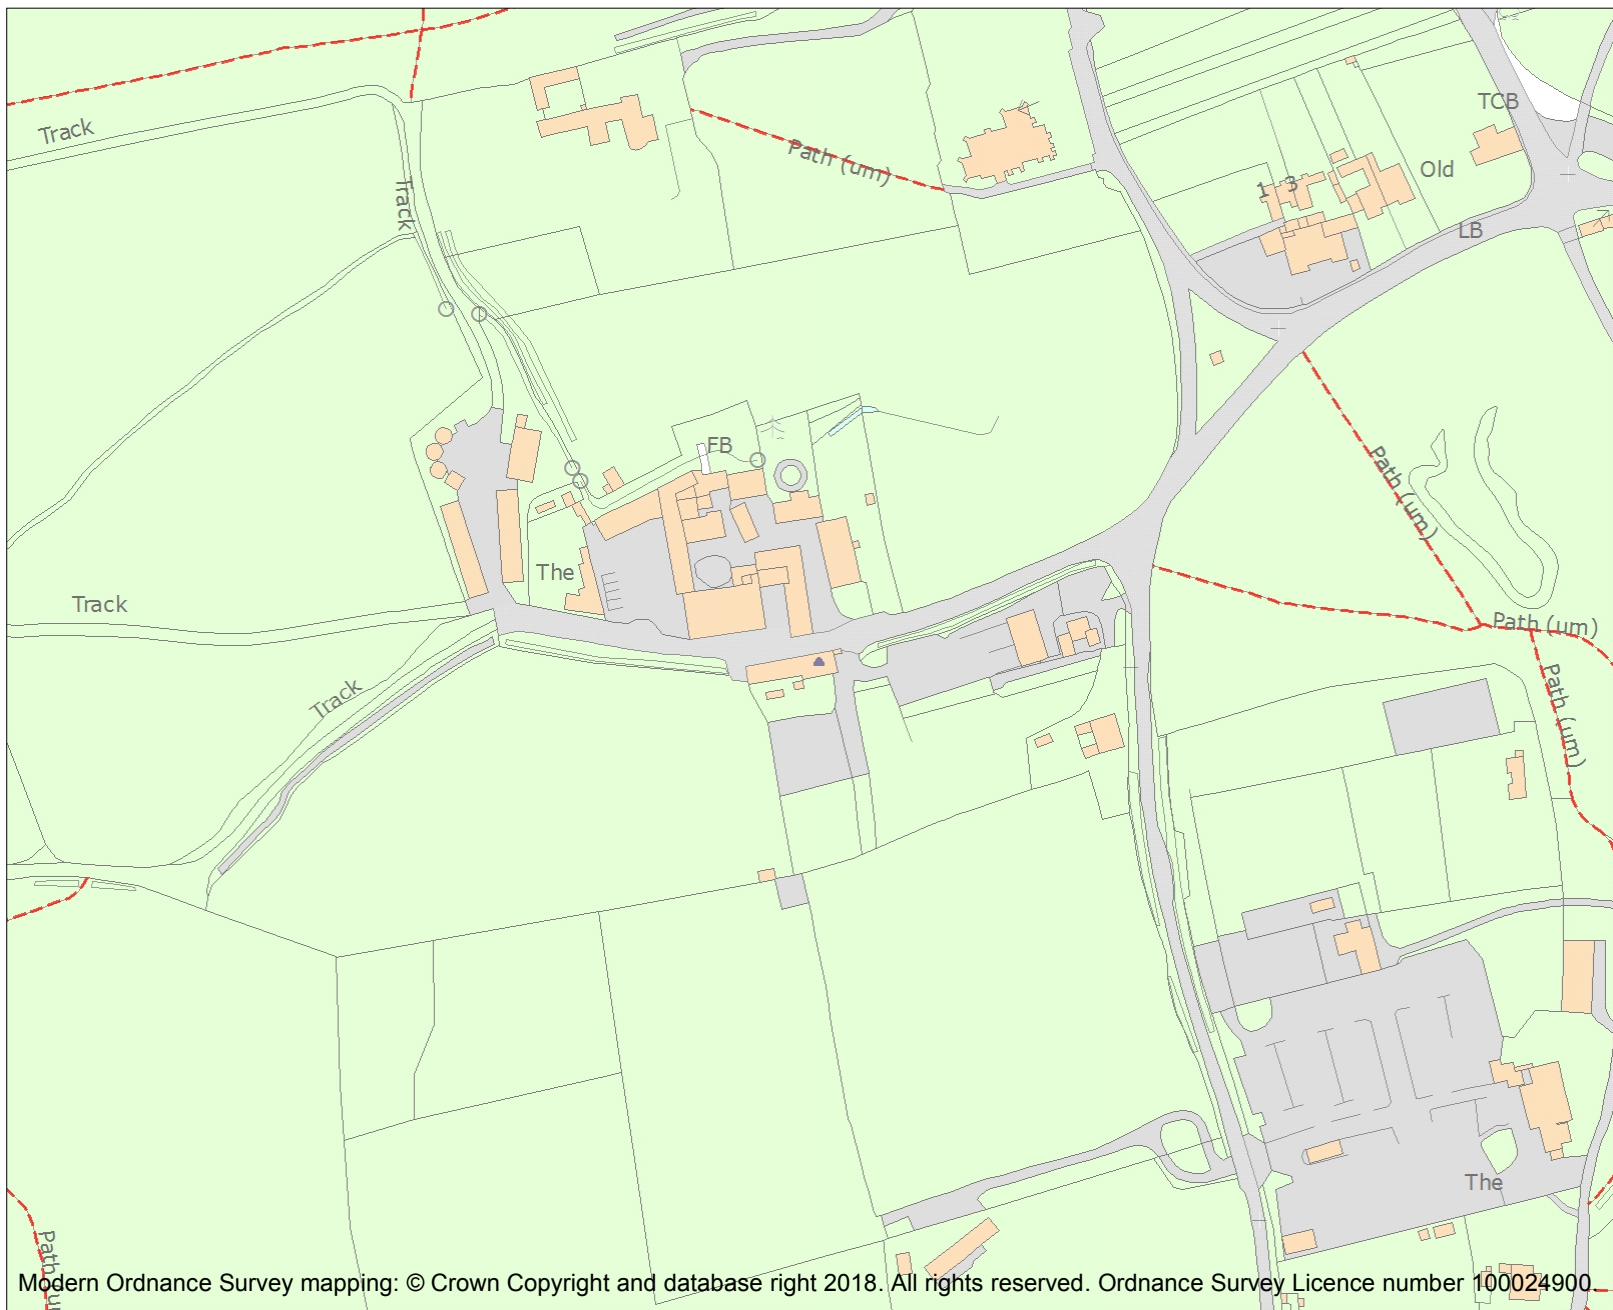 TCB
Track
Path (um)
Old
1 3
Track
LB
FB
Path (um)
The
Track
Path (um)
Path (um)
Track
The
Path (u
Modern Ordnance Survey mapping: © Crown Copyright and database right 2018. All rights reserved. Ordnance Survey Licence number 100024900.